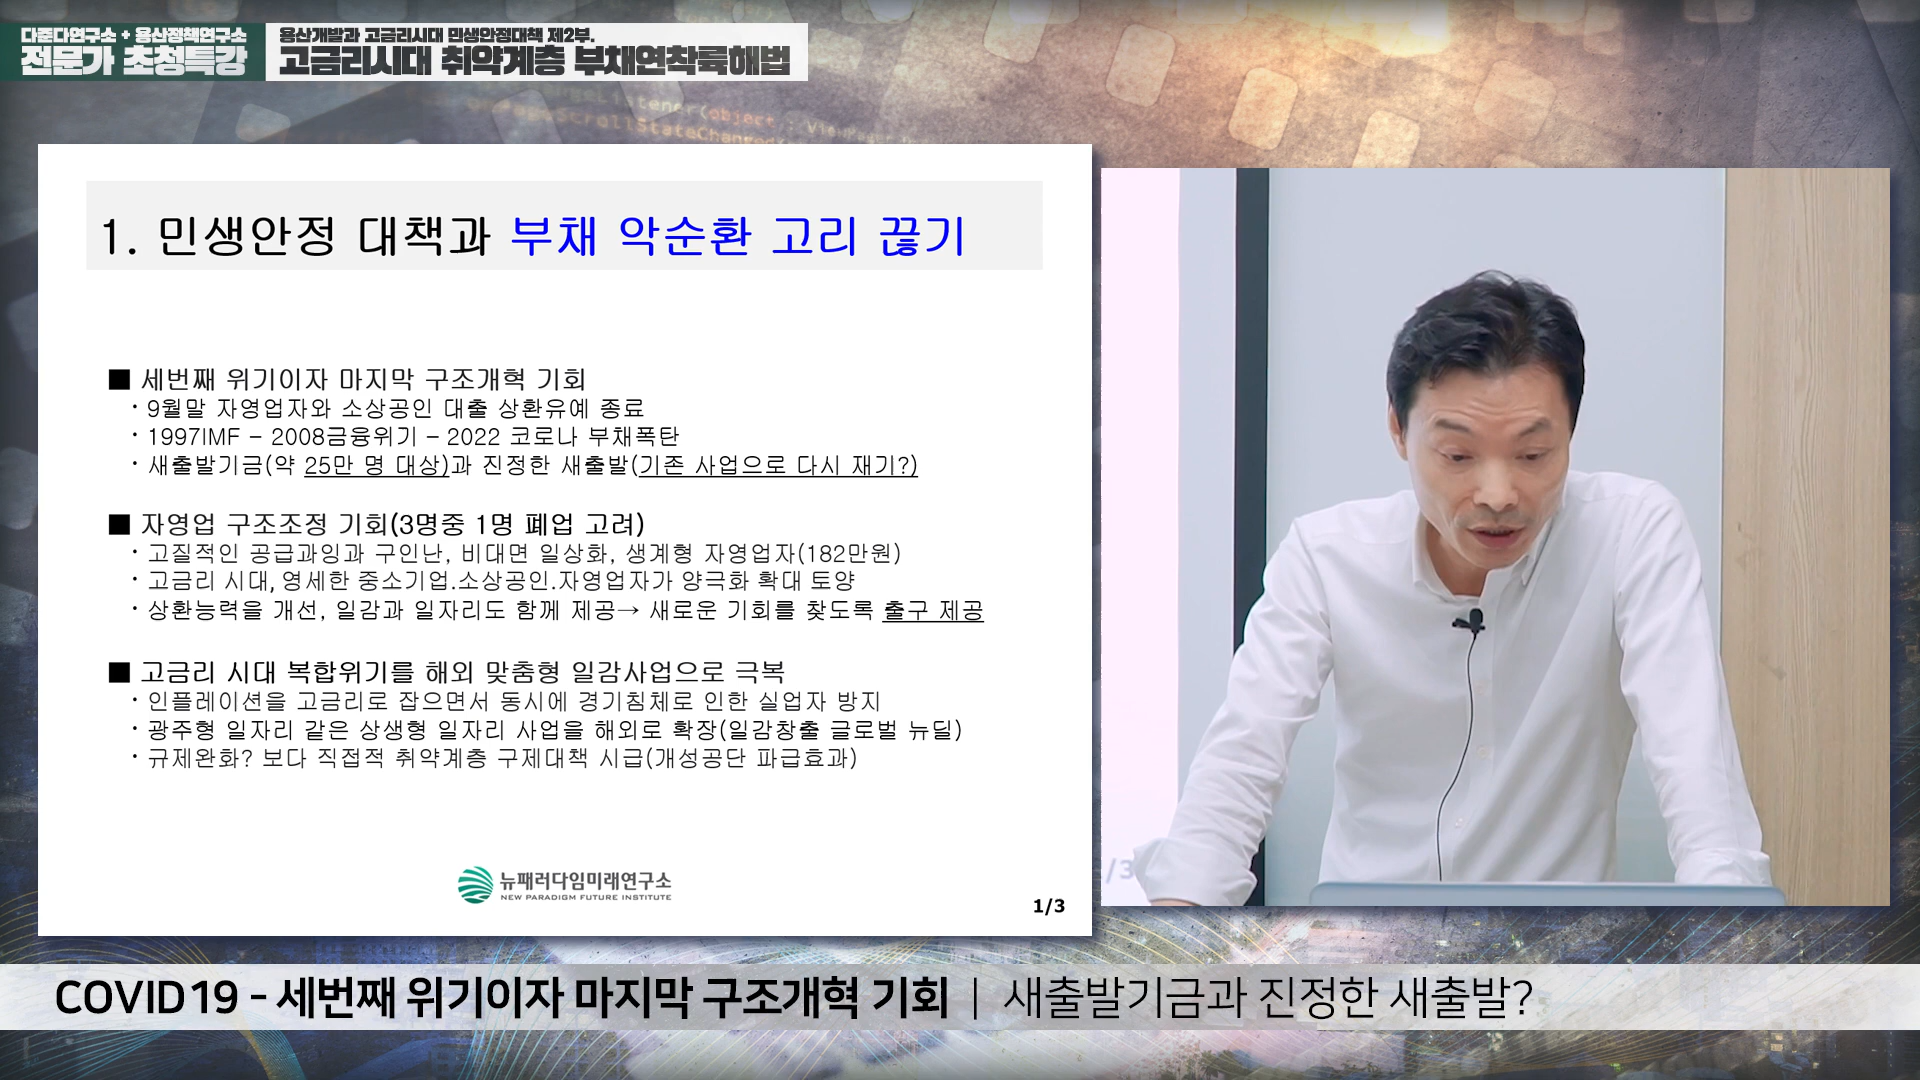 다준다연구소 + 용산정책연구소
전문가 초청특강
용산개발과 고금리시대 민생안정대책 제2부.
고금리시대 취약계층 부채연착륙해법
1. 민생안정 대책과 부채 악순환 고리 끊기
■ 세번째 위기이자 마지막 구조개혁 기회
· 9월말 자영업자와 소상공인 대출 상환유예 종료
· 1997IMF – 2008금융위기 – 2022 코로나 부채폭탄
· 새출발기금(약 25만 명 대상)과 진정한 새출발(기존 사업으로 다시 재기?)
■ 자영업 구조조정 기회(3명중 1명 폐업 고려)
· 고질적인 공급과잉과 구인난, 비대면 일상화, 생계형 자영업자(182만원)
· 고금리 시대, 영세한 중소기업.소상공인.자영업자가 양극화 확대 토양
· 상환능력을 개선, 일감과 일자리도 함께 제공→ 새로운 기회를 찾도록 출구 제공
■ 고금리 시대 복합위기를 해외 맞춤형 일감사업으로 극복
· 인플레이션을 고금리로 잡으면서 동시에 경기침체로 인한 실업자 방지
· 광주형 일자리 같은 상생형 일자리 사업을 해외로 확장(일감창출 글로벌 뉴딜)
· 규제완화? 보다 직접적 취약계층 구제대책 시급(개성공단 파급효과)
뉴패러다임미래연구소
NEW PARADIGM FUTURE INSTITUTE
1/3
/3
COVID19 - 세번째 위기이자 마지막 구조개혁 기회 | 새출발기금과 진정한 새출발?